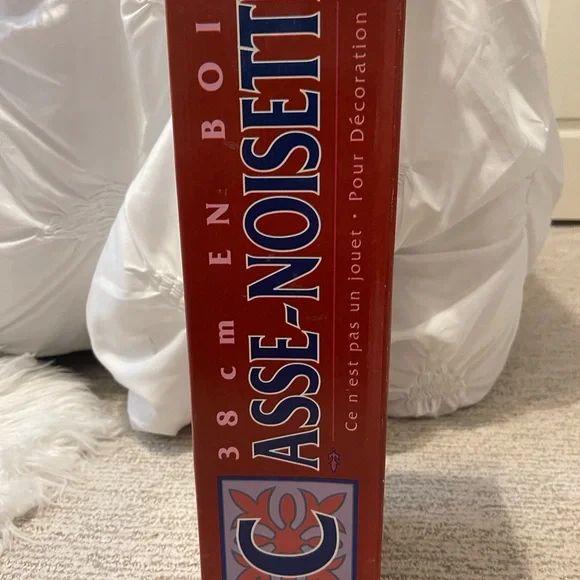 38cm EN BOI
CASSE-NOISETT
Ce n'est pas un jouet • Pour Décoration